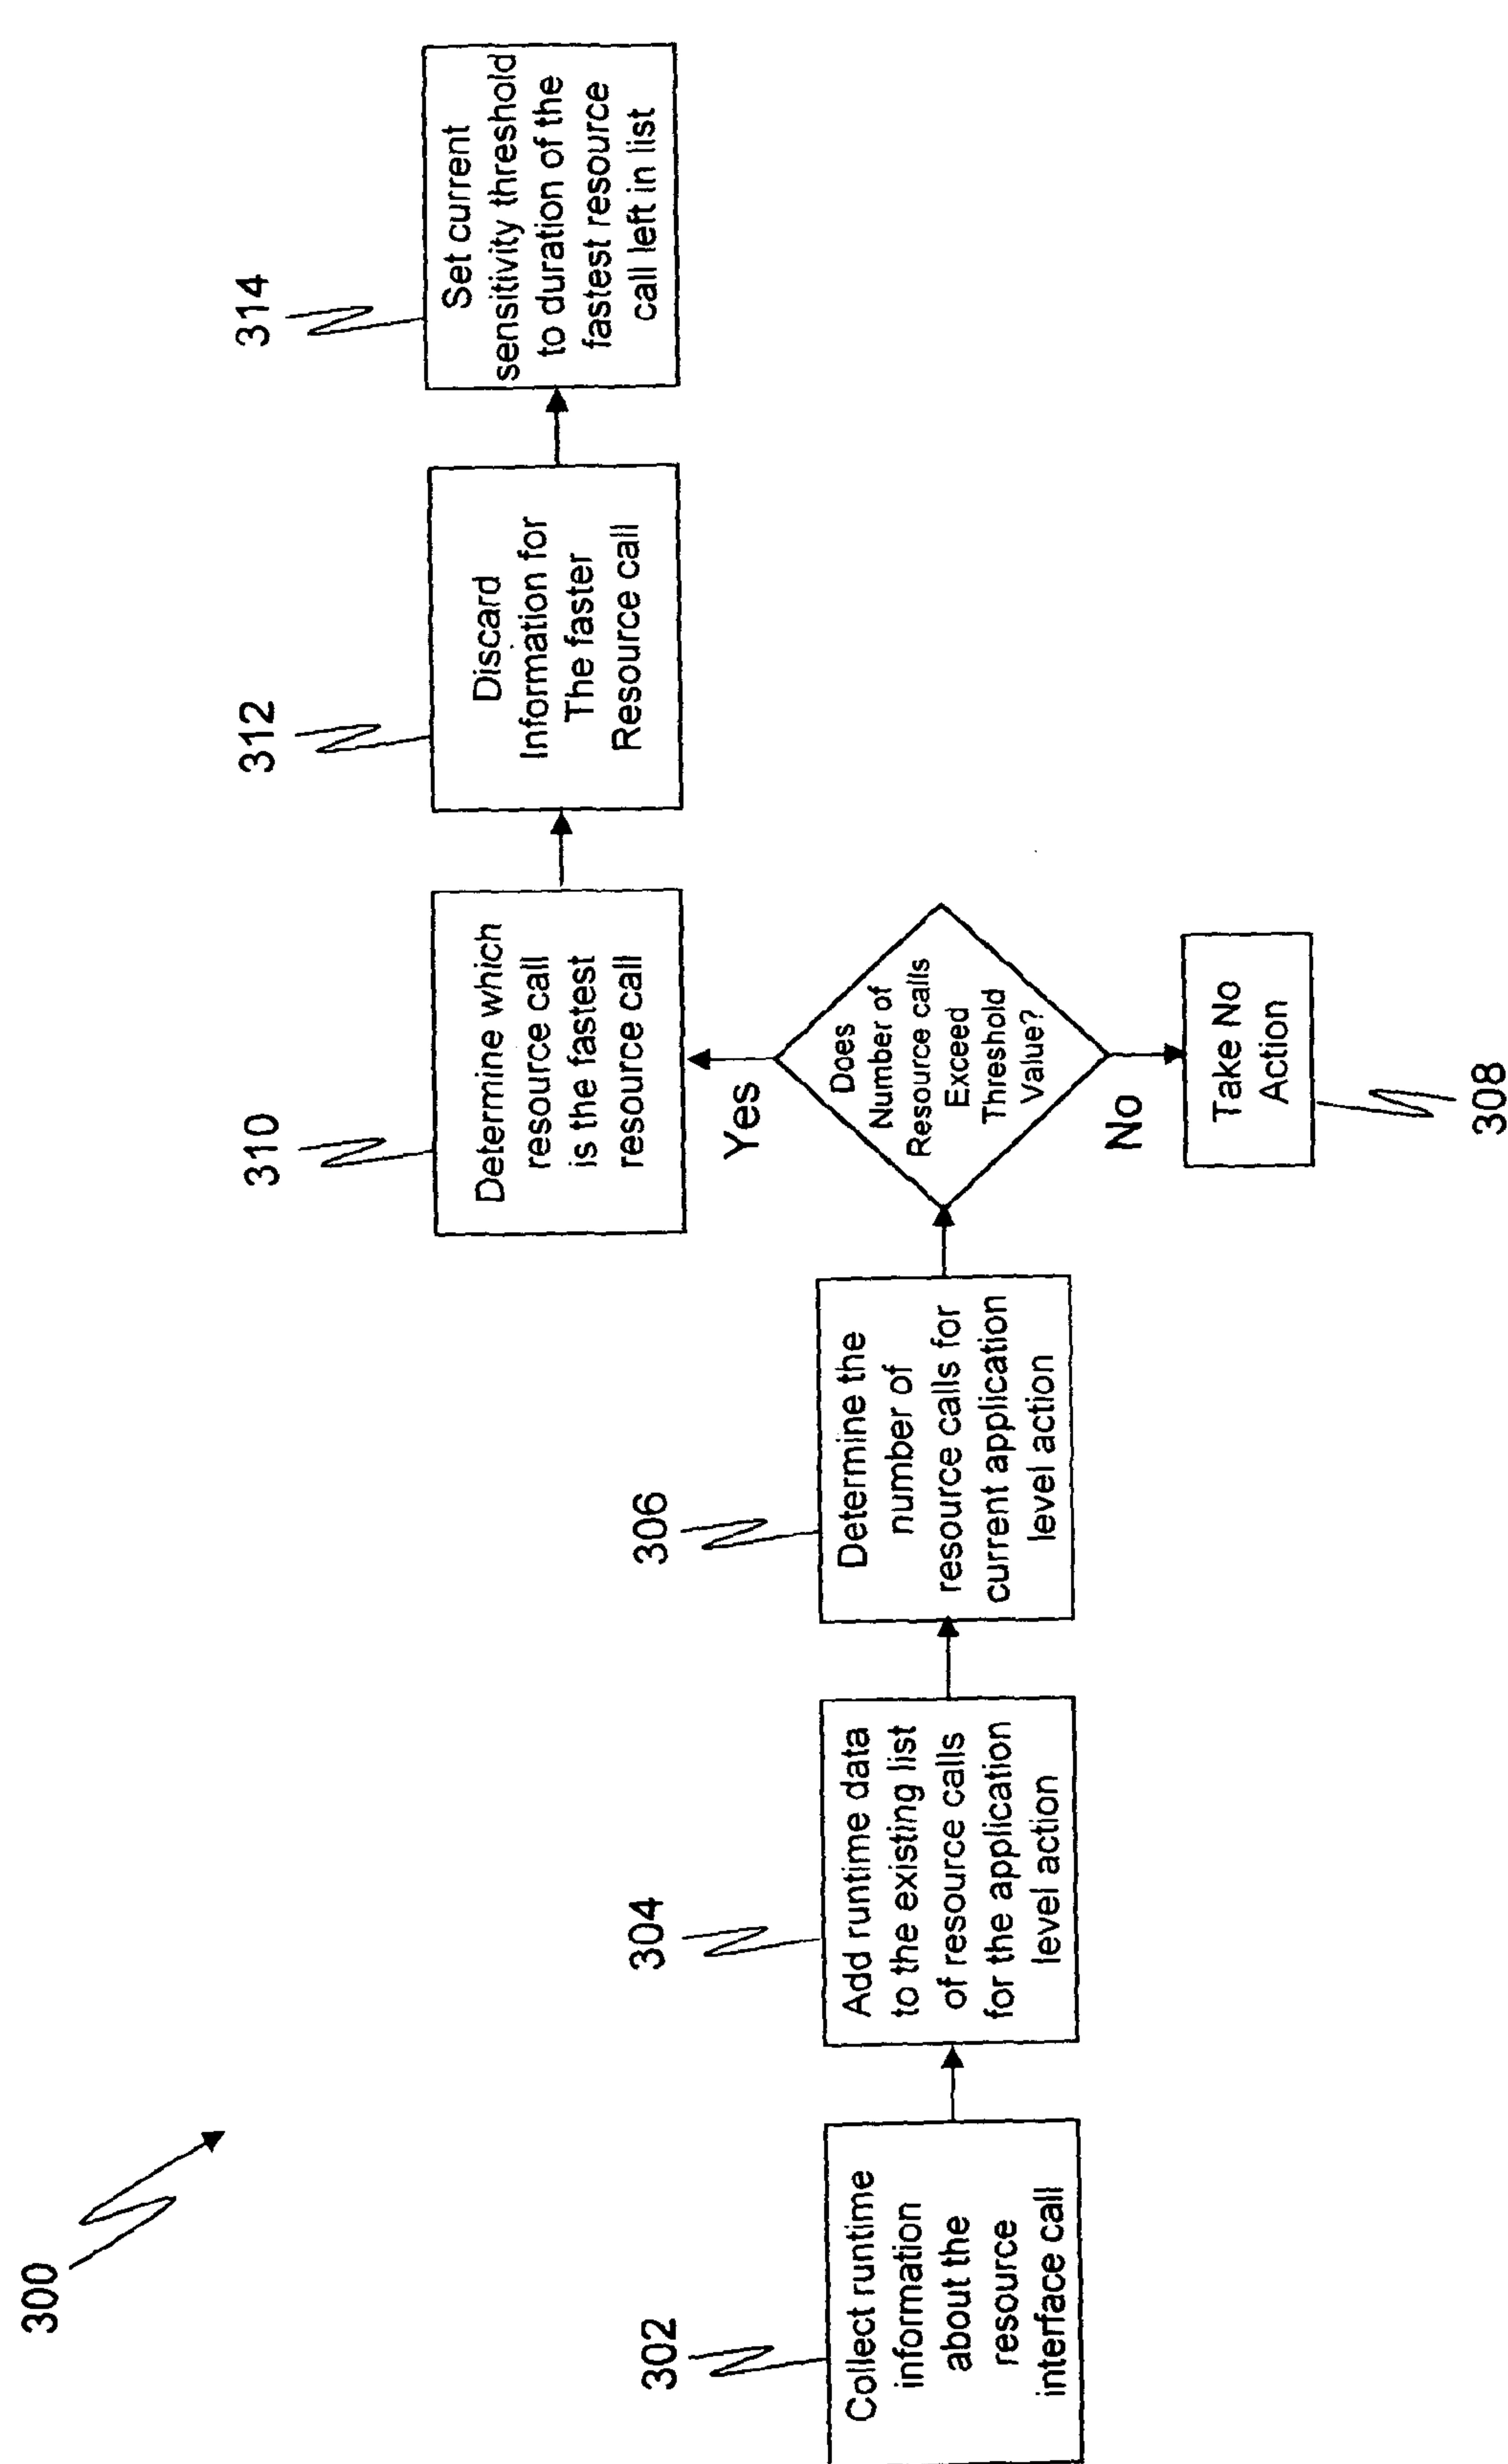 300
302
Collect runtime
information
about the
resource
interface call
304
Add runtime data
to the existing list
of resource calls
for the application
level action
306
Determine the
number of
resource calls for
current application
level action
Does
Number of
Resource calls
Exceed
Threshold
Value?
Yes
No
308
Take No
Action
310
Determine which
resource call
is the fastest
resource call
312
Discard
Information for
The faster
Resource call
314
Set current
sensitivity threshold
to duration of the
fastest resource
call left in list